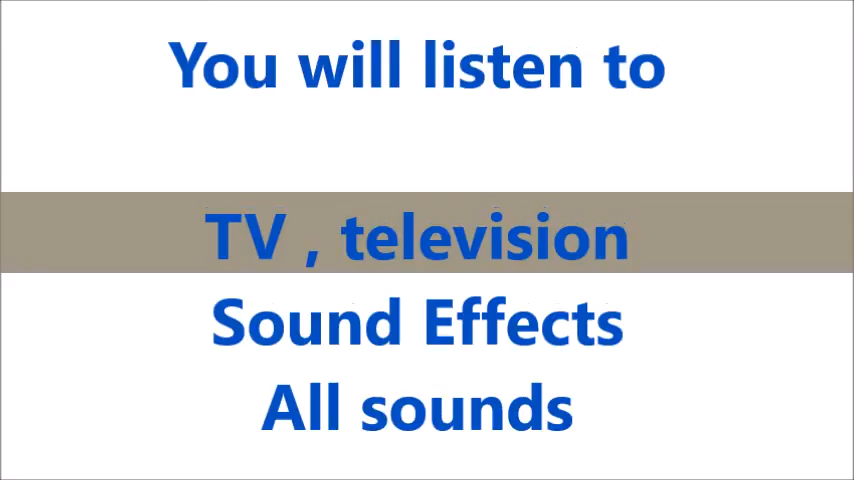 You will listen to
TV , television
Sound Effects
All sounds